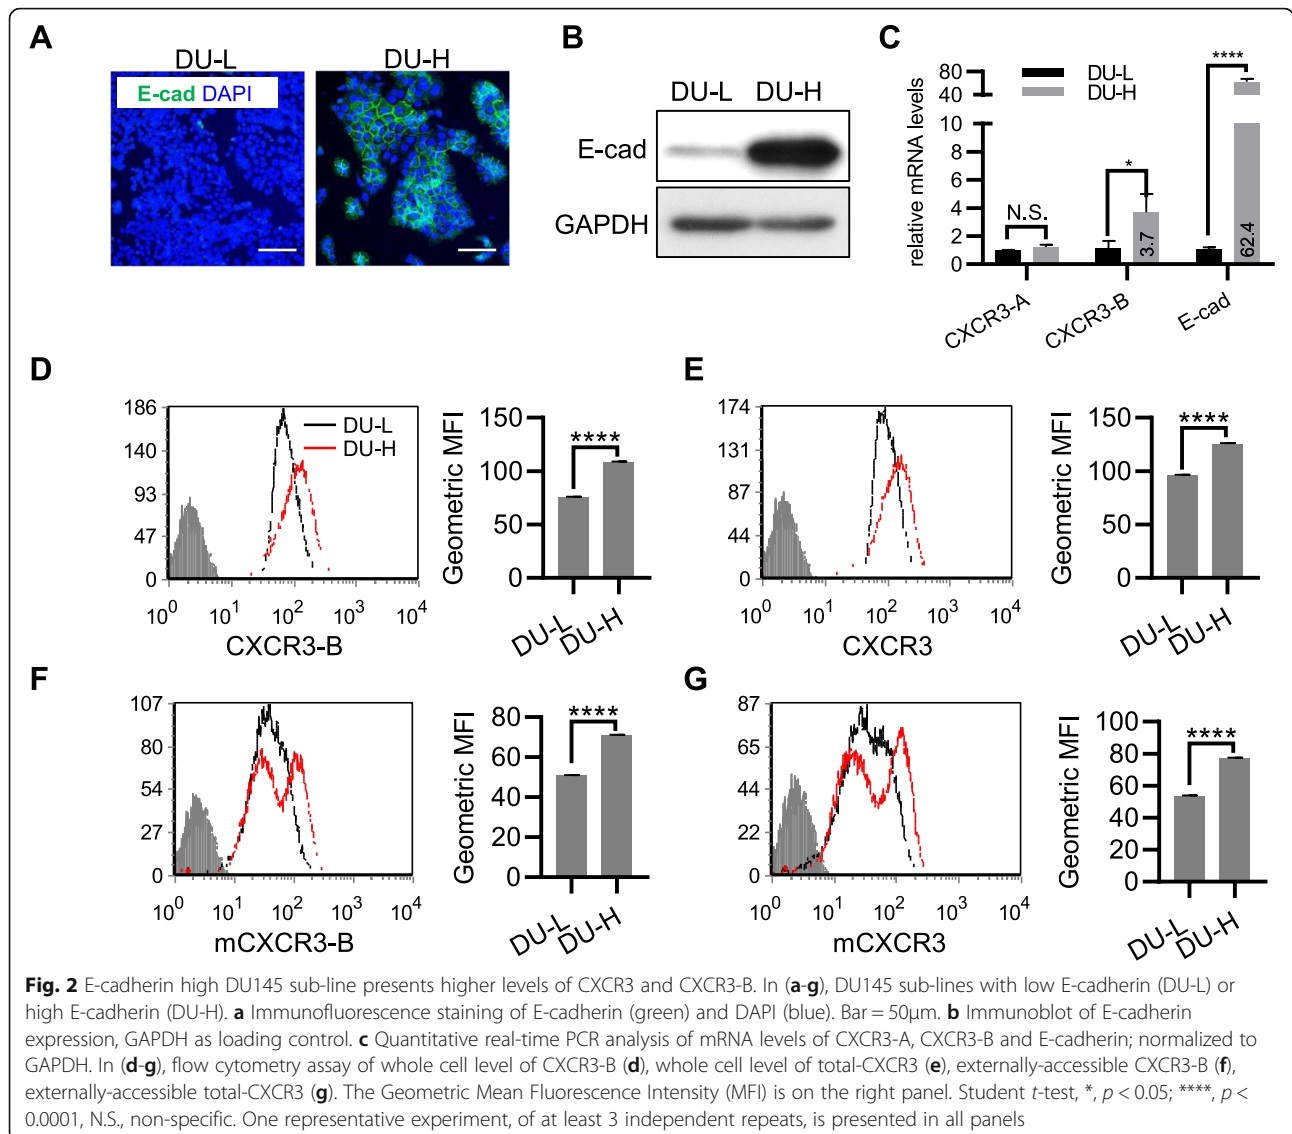 A
DU-L
DU-H
E-cad DAPI
B
DU-L DU-H
E-cad
GAPDH
C
**** 
DU-L
DU-H
80
40
10
8
6
4
2
0
relative mRNA levels
N.S.
*
3.7
62.4
CXCR3-A
CXCR3-B
E-cad
D
186
140
93
47
0
DU-L
DU-H
10^0 10^1 10^2 10^3 10^4
CXCR3-B
Geometric MFI
150
100
50
0
****
DU-L
DU-H
E
174
131
87
44
0
10^0 10^1 10^2 10^3 10^4
CXCR3
Geometric MFI
150
100
50
0
****
DU-L
DU-H
F
107
80
54
27
0
10^0 10^1 10^2 10^3 10^4
mCXCR3-B
Geometric MFI
80
60
40
20
0
****
DU-L
DU-H
G
87
65
44
22
0
10^0 10^1 10^2 10^3 10^4
mCXCR3
Geometric MFI
100
80
60
40
20
0
****
DU-L
DU-H
Fig. 2 E-cadherin high DU145 sub-line presents higher levels of CXCR3 and CXCR3-B. In (a-g), DU145 sub-lines with low E-cadherin (DU-L) or
high E-cadherin (DU-H). a Immunofluorescence staining of E-cadherin (green) and DAPI (blue). Bar = 50μm. b Immunoblot of E-cadherin
expression, GAPDH as loading control. c Quantitative real-time PCR analysis of mRNA levels of CXCR3-A, CXCR3-B and E-cadherin; normalized to
GAPDH. In (d-g), flow cytometry assay of whole cell level of CXCR3-B (d), whole cell level of total-CXCR3 (e), externally-accessible CXCR3-B (f),
externally-accessible total-CXCR3 (g). The Geometric Mean Fluorescence Intensity (MFI) is on the right panel. Student t-test, *, p < 0.05; ****, p <
0.0001, N.S., non-specific. One representative experiment, of at least 3 independent repeats, is presented in all panels